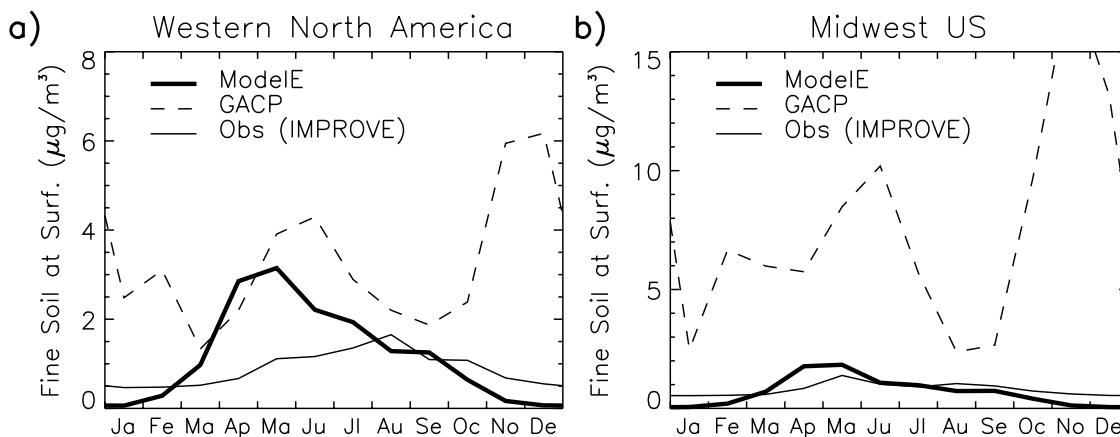 a) Western North America
Fine Soil at Surf. (μg/m³)
8
6
4
2
0
ModelE
GACP
Obs (IMPROVE)
Ja Fe Ma Ap Ma Ju Jl Au Se Oc No De
b) Midwest US
Fine Soil at Surf. (μg/m³)
15
10
5
0
ModelE
GACP
Obs (IMPROVE)
Ja Fe Ma Ap Ma Ju Jl Au Se Oc No De